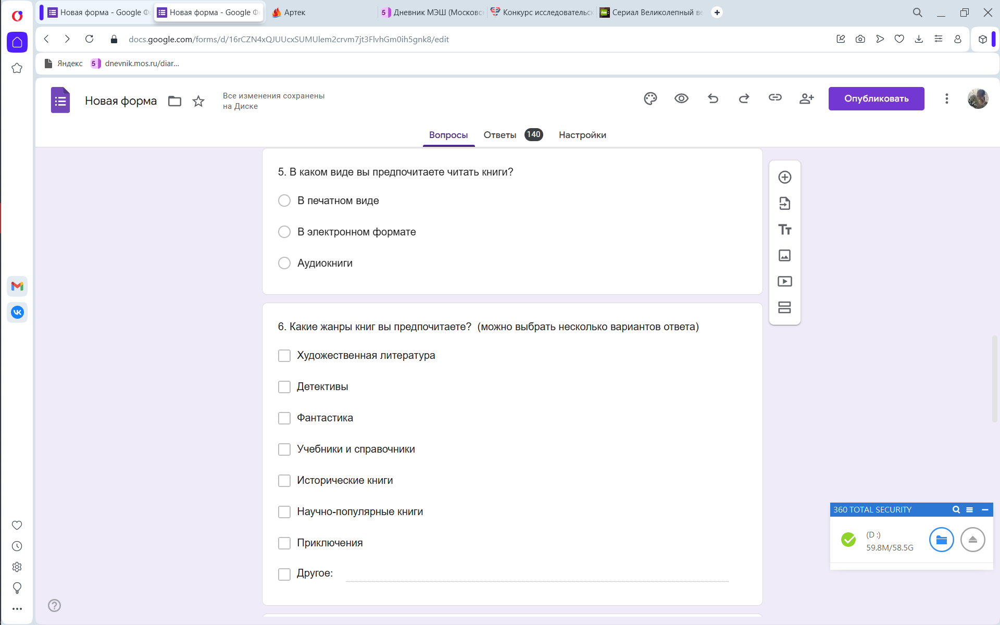 Новая форма - Google Ф
Новая форма - Google Ф
Артек
5 Дневник МЭШ (Московс
Конкурс исследовательс
Сериал Великолепный ве
docs.google.com/forms/d/16rCZN4xQJUUcxSUMUlem2crvm7jt3FlvhGm0ih5gnk8/edit
Яндекс
5 dnevnik.mos.ru/diar...
Новая форма
Все изменения сохранены
на Диске
Опубликовать
Вопросы
Ответы 140
Настройки
5. В каком виде вы предпочитаете читать книги?
В печатном виде
В электронном формате
Аудиокниги
6. Какие жанры книг вы предпочитаете? (можно выбрать несколько вариантов ответа)
Художественная литература
Детективы
Фантастика
Учебники и справочники
Исторические книги
Научно-популярные книги
Приключения
Другое:
360 TOTAL SECURITY
(D :)
59.8M/58.5G